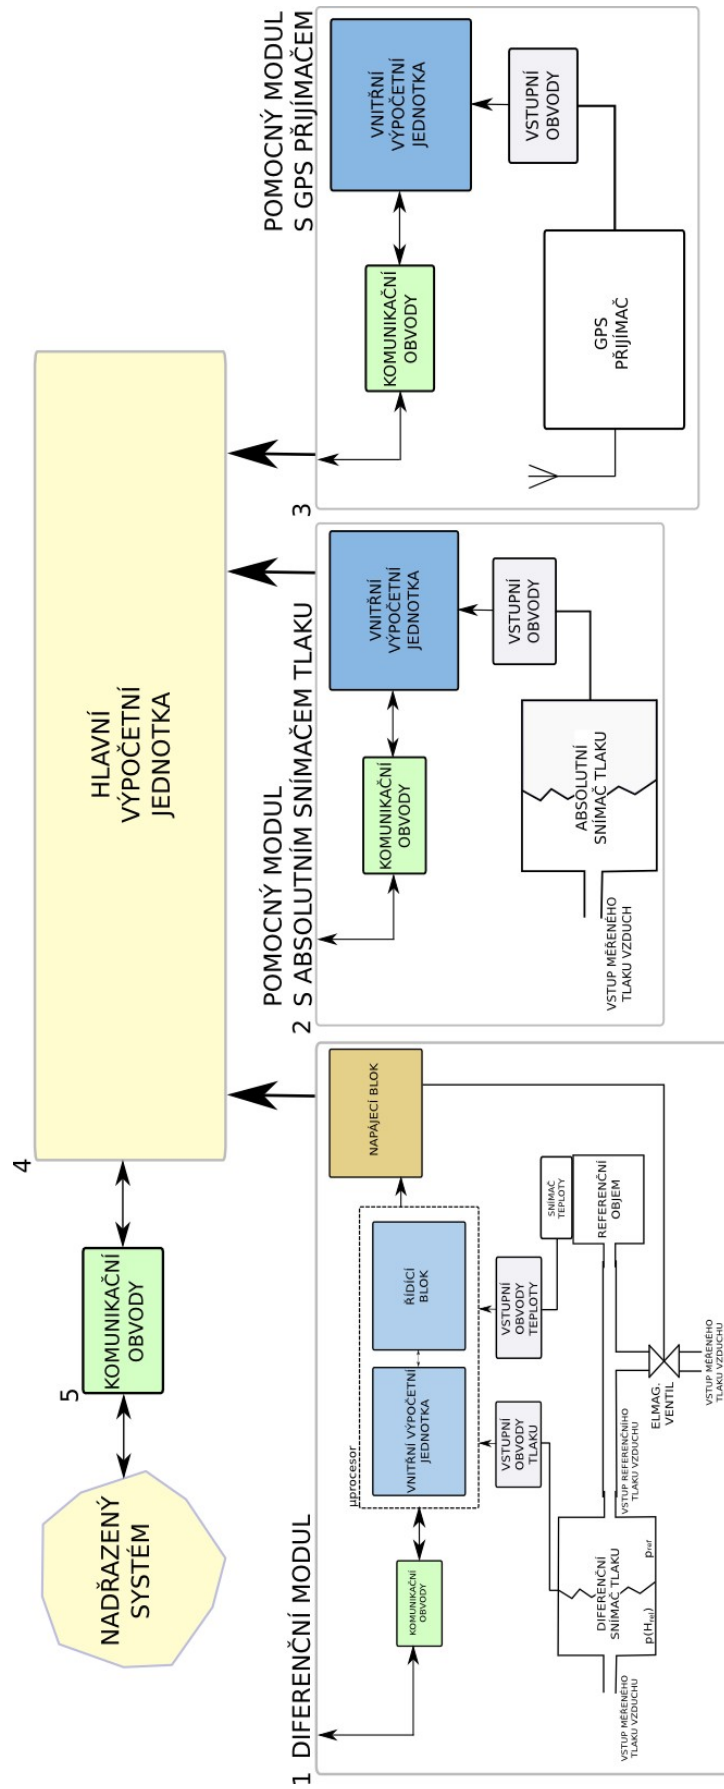 NADŘAZENÝ
SYSTÉM
5
KOMUNIKAČNÍ
OBVODY
4
HLAVNÍ
VÝPOČETNÍ
JEDNOTKA
1 DIFERENČNÍ MODUL
KOMUNIKAČNÍ
OBVODY
µprocesor
VNITŘNÍ VÝPOČETNÍ
JEDNOTKA
ŘÍDÍCÍ
BLOK
NAPÁJECÍ BLOK
VSTUPNÍ
OBVODY
TLAKU
VSTUPNÍ
OBVODY
TEPLOTY
SNÍMAČ
TEPLOTY
REFERENČNÍ
OBJEM
DIFERENČNÍ
SNÍMAČ TLAKU
p(Hrel)
pref
VSTUP MĚŘENÉHO
TLAKU VZDUCHU
VSTUP REFERENČNÍHO
TLAKU VZDUCHU
ELMAG.
VENTIL
VSTUP MĚŘENÉHO
TLAKU VZDUCHU
POMOCNÝ MODUL
2 S ABSOLUTNÍM SNÍMAČEM TLAKU
KOMUNIKAČNÍ
OBVODY
VNITŘNÍ
VÝPOČETNÍ
JEDNOTKA
VSTUPNÍ
OBVODY
ABSOLUTNÍ
SNÍMAČ TLAKU
VSTUP MĚŘENÉHO
TLAKU VZDUCH
POMOCNÝ MODUL
S GPS PŘIJÍMAČEM
3
KOMUNIKAČNÍ
OBVODY
VNITŘNÍ
VÝPOČETNÍ
JEDNOTKA
VSTUPNÍ
OBVODY
GPS
PŘIJÍMAČ